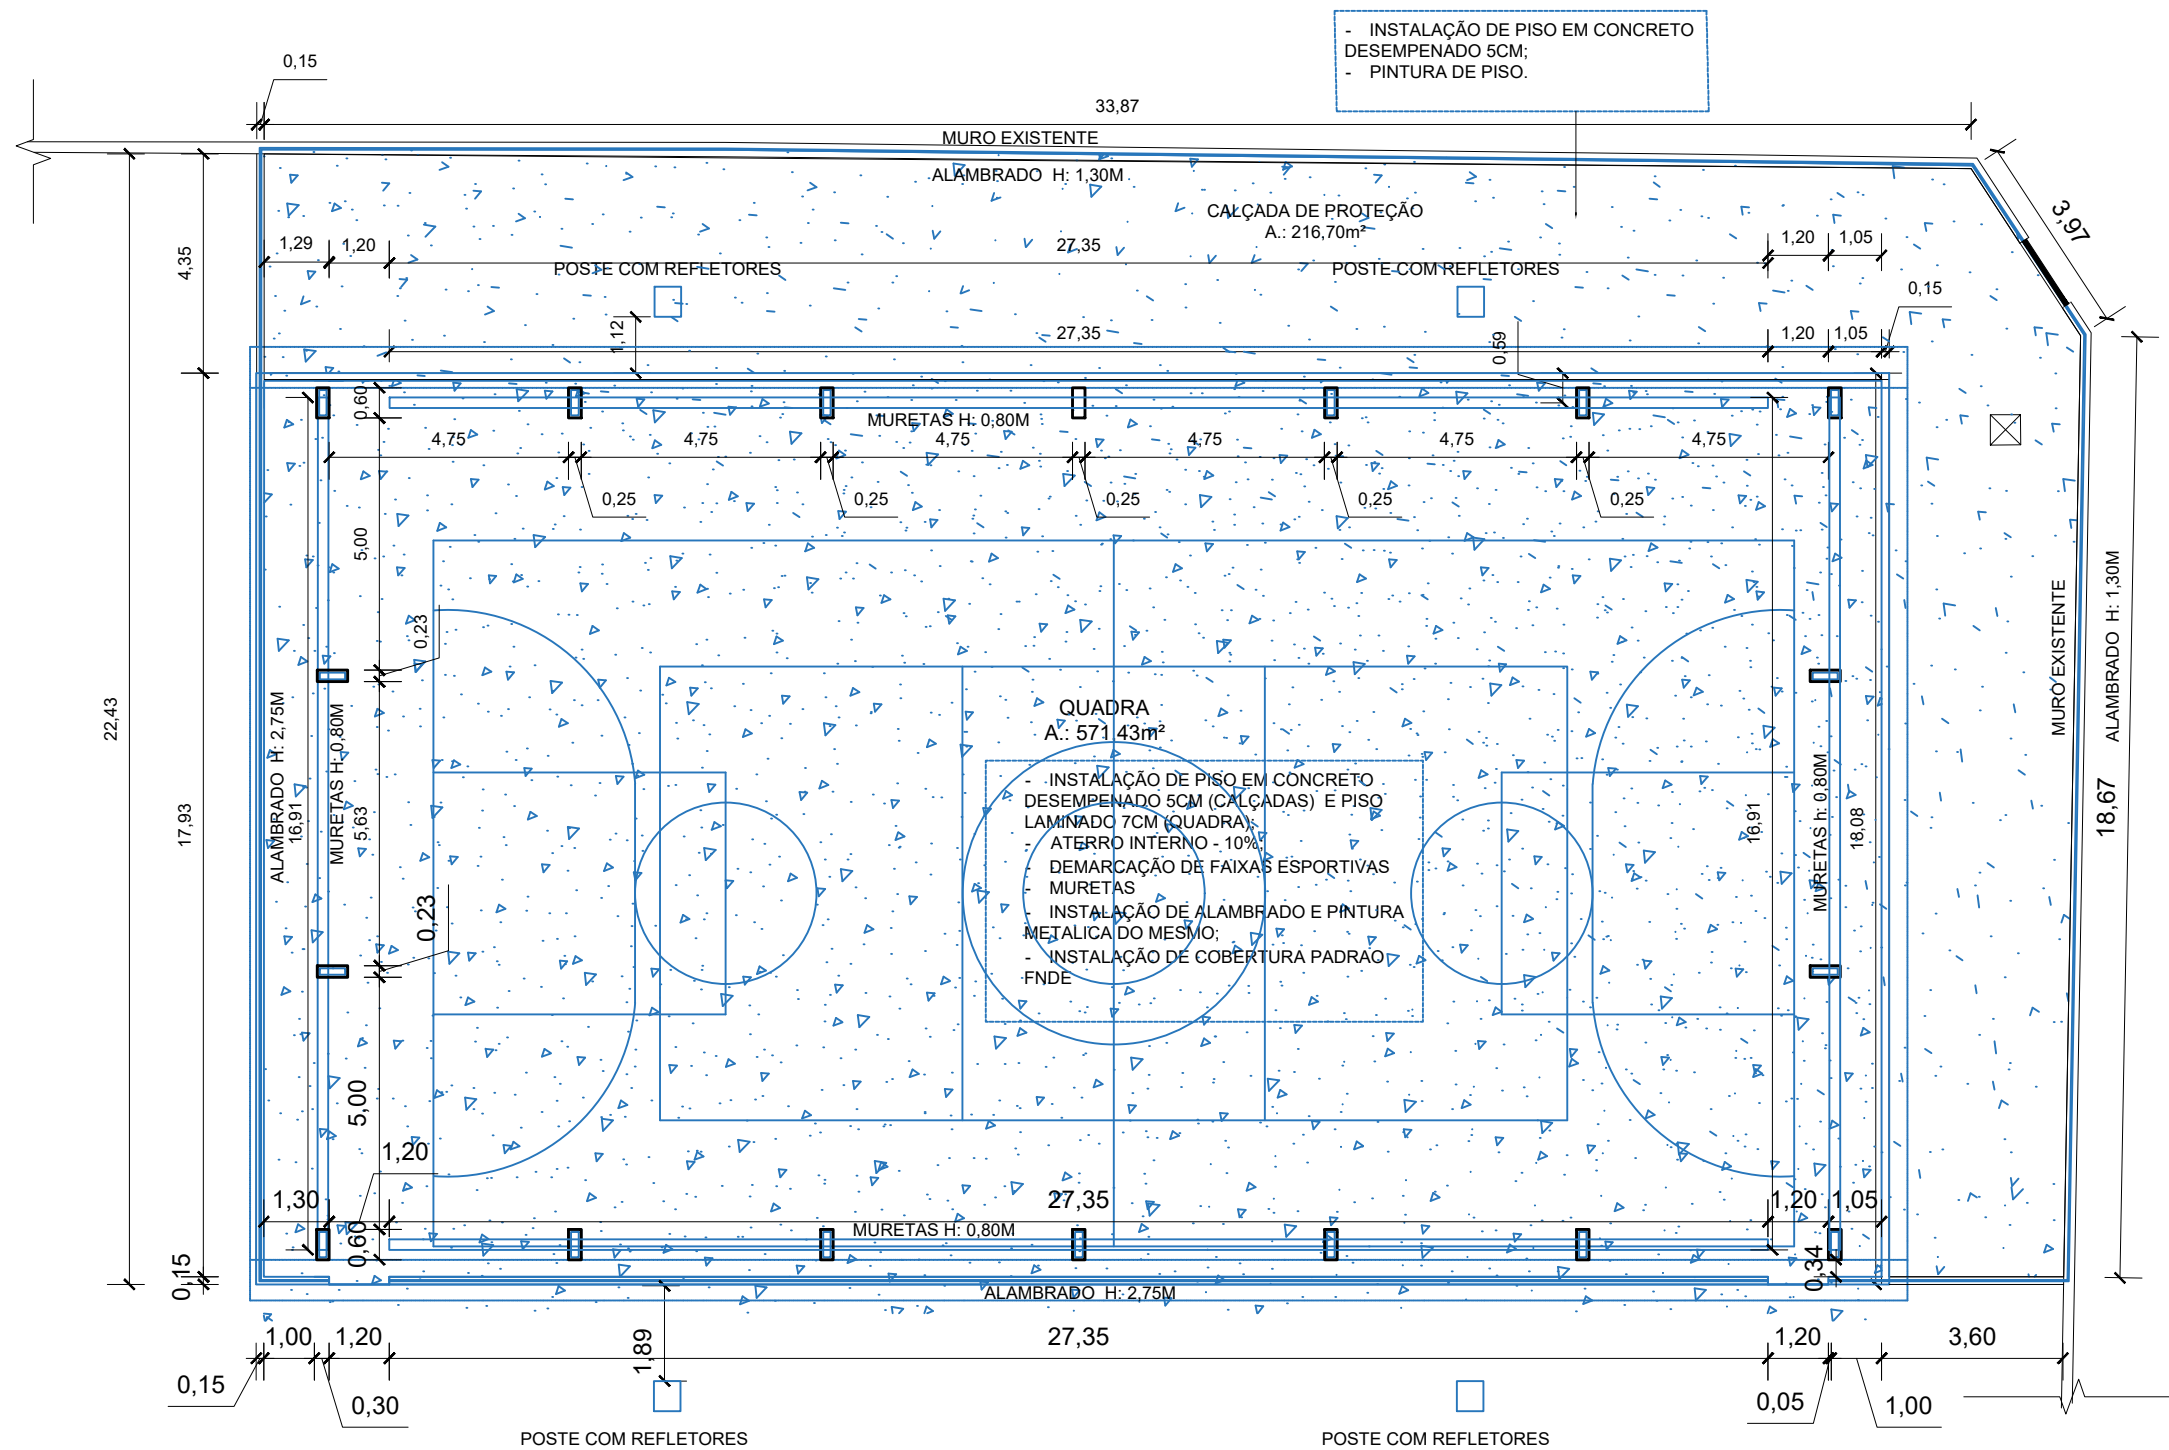 - INSTALAÇÃO DE PISO EM CONCRETO
DESEMPENADO 5CM;
- PINTURA DE PISO.
0,15
33,87
MURO EXISTENTE
ALAMBRADO H: 1,30M
CALÇADA DE PROTEÇÃO
A.: 216,70m²
3,97
1,29
1,20
27,35
1,20
1,05
4,35
POSTE COM REFLETORES
POSTE COM REFLETORES
0,15
1,12
27,35
0,59
1,20
1,05
0,60
MURETAS H: 0,80M
4,75
4,75
4,75
4,75
4,75
4,75
0,25
0,25
0,25
0,25
0,25
5,00
0,23
22,43
17,93
ALAMBRADO H: 2,75M
16,91
MURETAS H: 0,80M
5,63
QUADRA
A.: 571,43m²
- INSTALAÇÃO DE PISO EM CONCRETO
DESEMPENADO 5CM (CALÇADAS) E PISO
LAMINADO 7CM (QUADRA);
- ATERRO INTERNO - 10%;
- DEMARCAÇÃO DE FAIXAS ESPORTIVAS
- MURETAS
- INSTALAÇÃO DE ALAMBRADO E PINTURA
METALICA DO MESMO;
- INSTALAÇÃO DE COBERTURA PADRAO
FNDE
16,91
MURETAS h: 0,80M
18,08
MURO EXISTENTE
ALAMBRADO H: 1,30M
18,67
0,23
5,00
1,20
1,30
27,35
1,20
1,05
0,60
MURETAS H: 0,80M
0,34
0,15
ALAMBRADO H: 2,75M
1,00
1,20
1,89
27,35
1,20
3,60
0,15
0,30
0,05
1,00
POSTE COM REFLETORES
POSTE COM REFLETORES